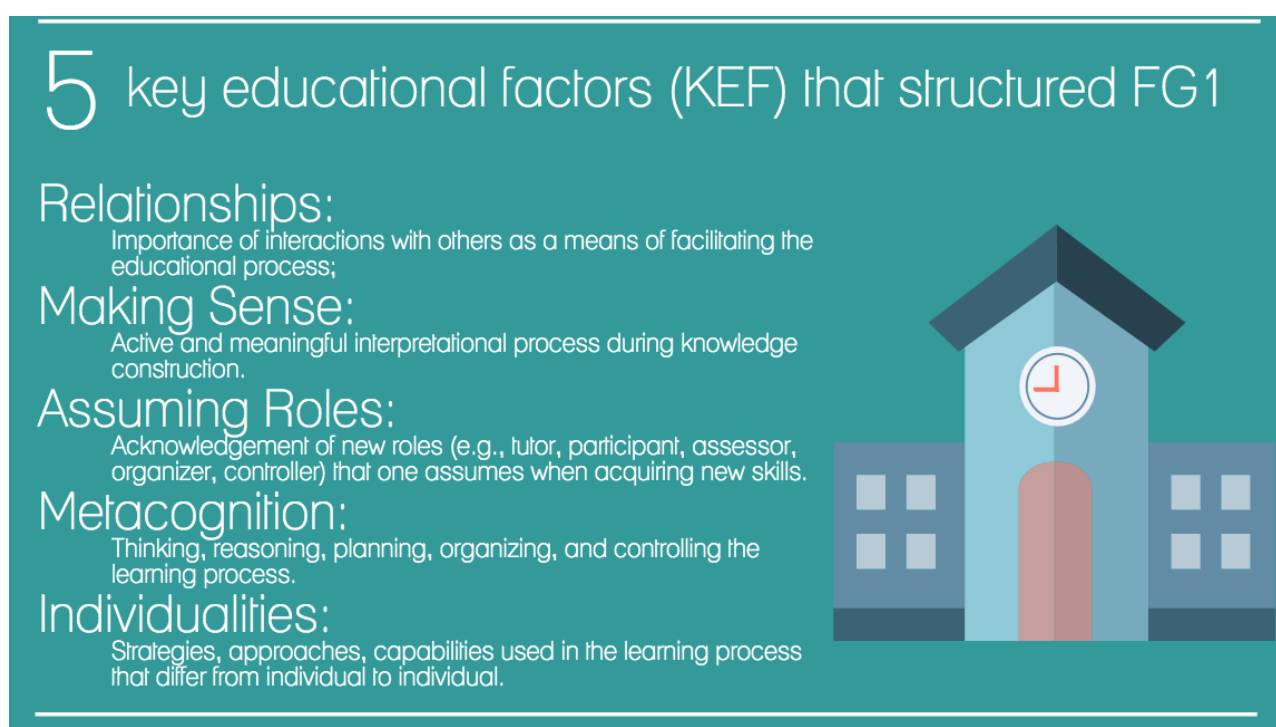 5 key educational factors (KEF) that structured FG1
Relationships:
Importance of interactions with others as a means of facilitating the
educational process;
Making Sense:
Active and meaningful interpretational process during knowledge
construction.
Assuming Roles:
Acknowledgement of new roles (e.g., tutor, participant, assessor,
organizer, controller) that one assumes when acquiring new skills.
Metacognition:
Thinking, reasoning, planning, organizing, and controlling the
learning process.
Individualities:
Strategies, approaches, capabilities used in the learning process
that differ from individual to individual.